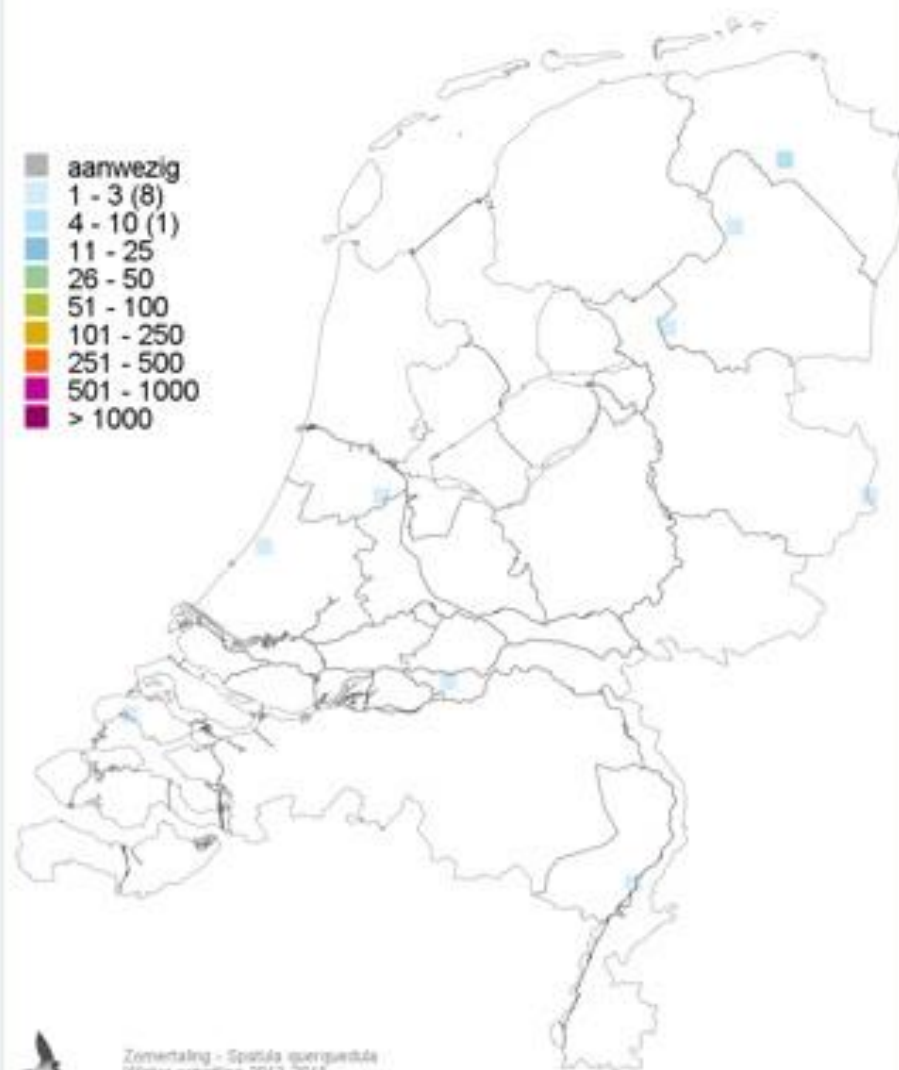 aanwezig
1 - 3 (8)
4 - 10 (1)
11 - 25
26 - 50
51 - 100
101 - 250
251 - 500
501 - 1000
> 1000
Zomertaling - Spatula querquedula